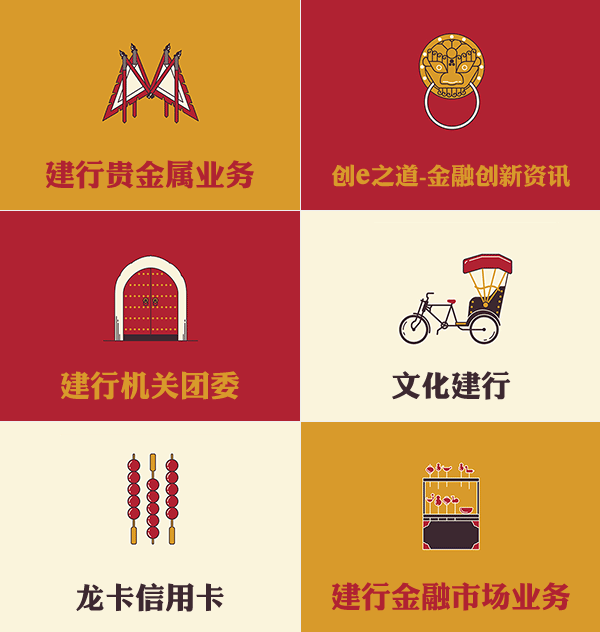 建行贵金属业务
创e之道-金融创新资讯
建行机关团委
文化建行
龙卡信用卡
建行金融市场业务